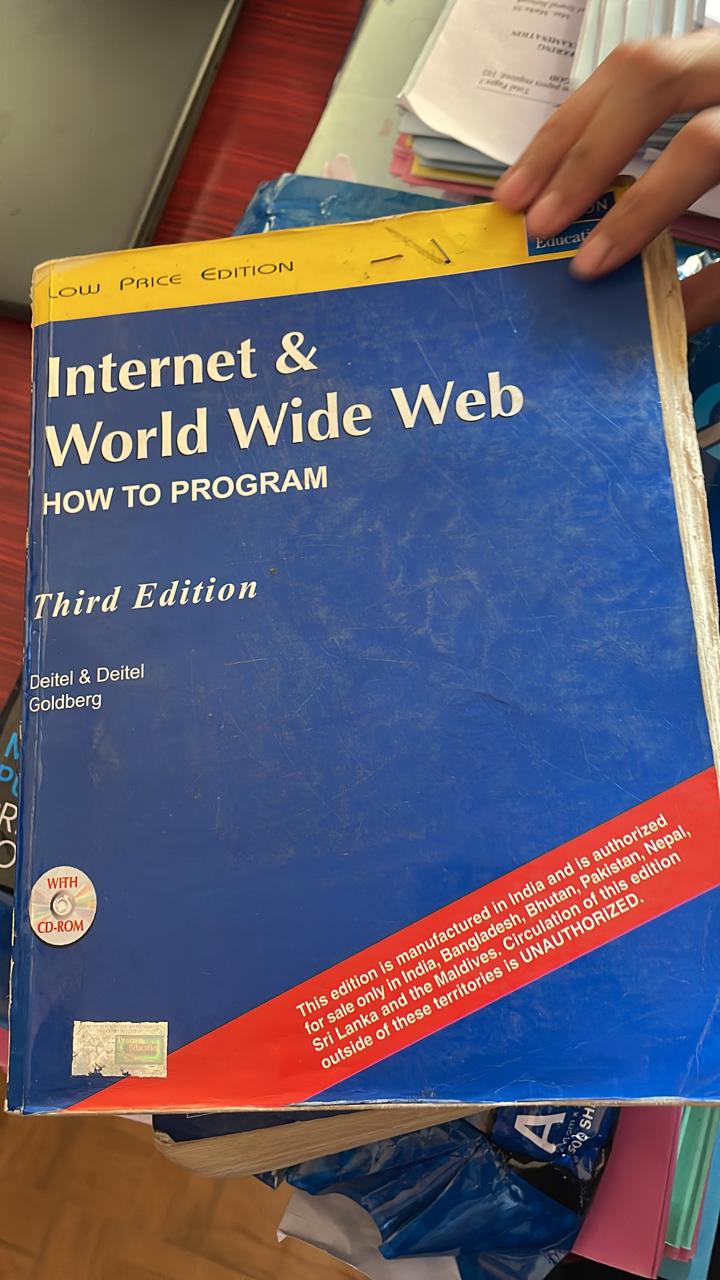 LOW PRICE EDITION
Educati
Internet &
World Wide Web
HOW TO PROGRAM
Third Edition
Deitel & Deitel
Goldberg
WITH
CD-ROM
This edition is manufactured in India and is authorized
for sale only in India, Bangladesh, Bhutan, Pakistan, Nepal,
Sri Lanka and the Maldives. Circulation of this edition
outside of these territories is UNAUTHORIZED.